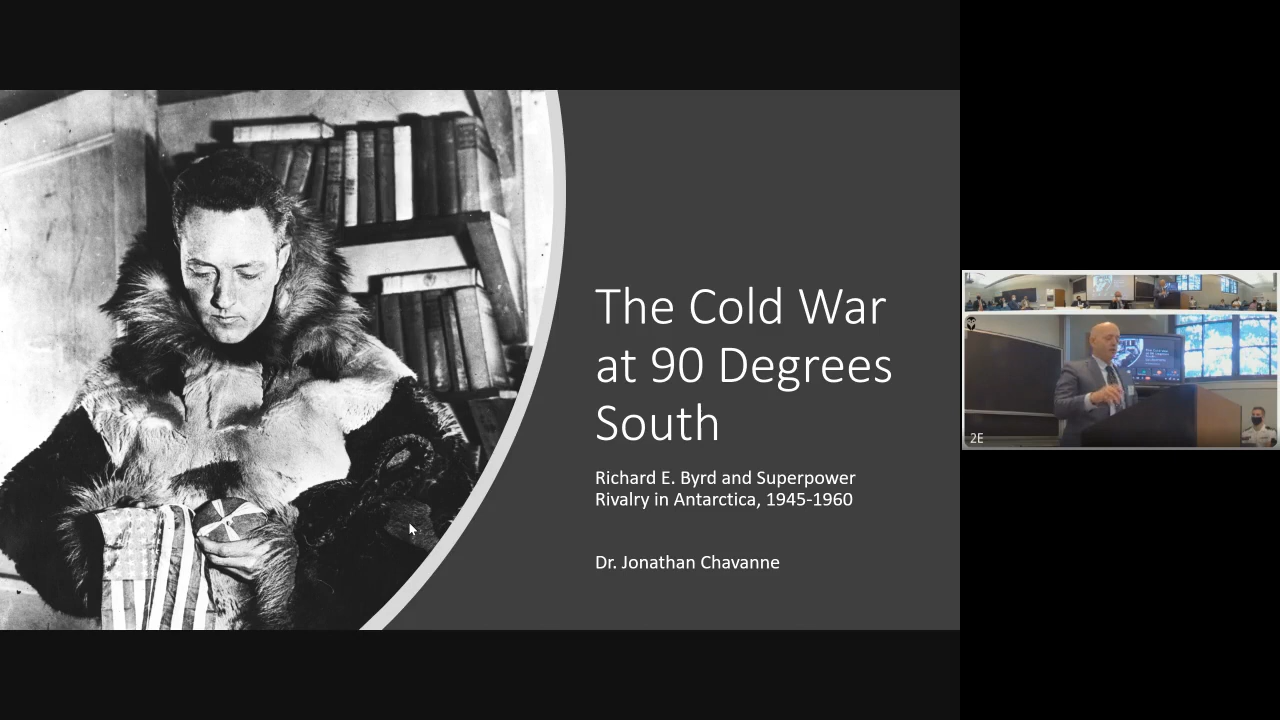 The Cold War
at 90 Degrees
South
Richard E. Byrd and Superpower
Rivalry in Antarctica, 1945-1960
Dr. Jonathan Chavanne
2E